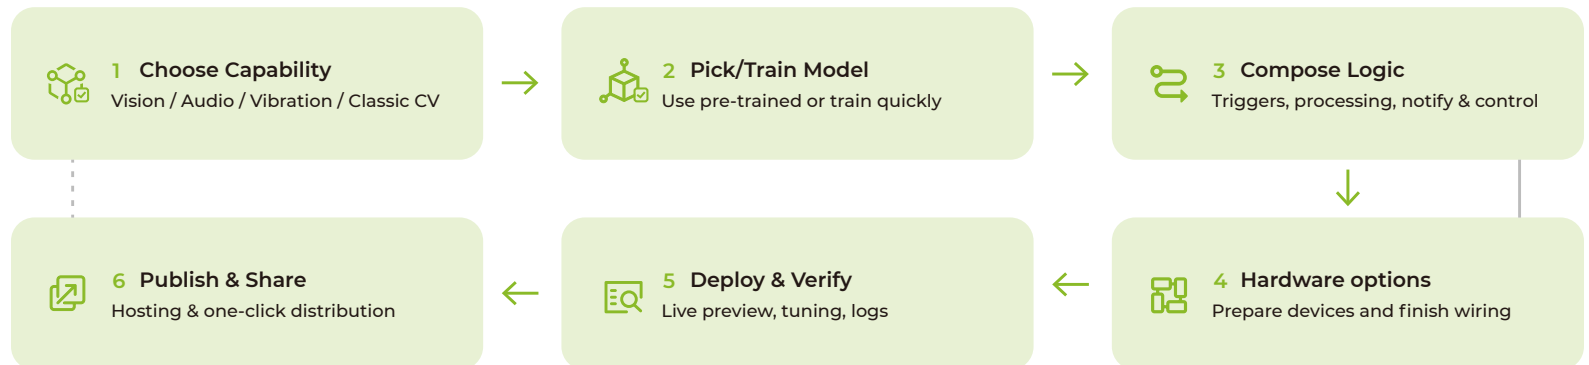 1 Choose Capability
Vision / Audio / Vibration / Classic CV
2 Pick/Train Model
Use pre-trained or train quickly
3 Compose Logic
Triggers, processing, notify & control
4 Hardware options
Prepare devices and finish wiring
5 Deploy & Verify
Live preview, tuning, logs
6 Publish & Share
Hosting & one-click distribution